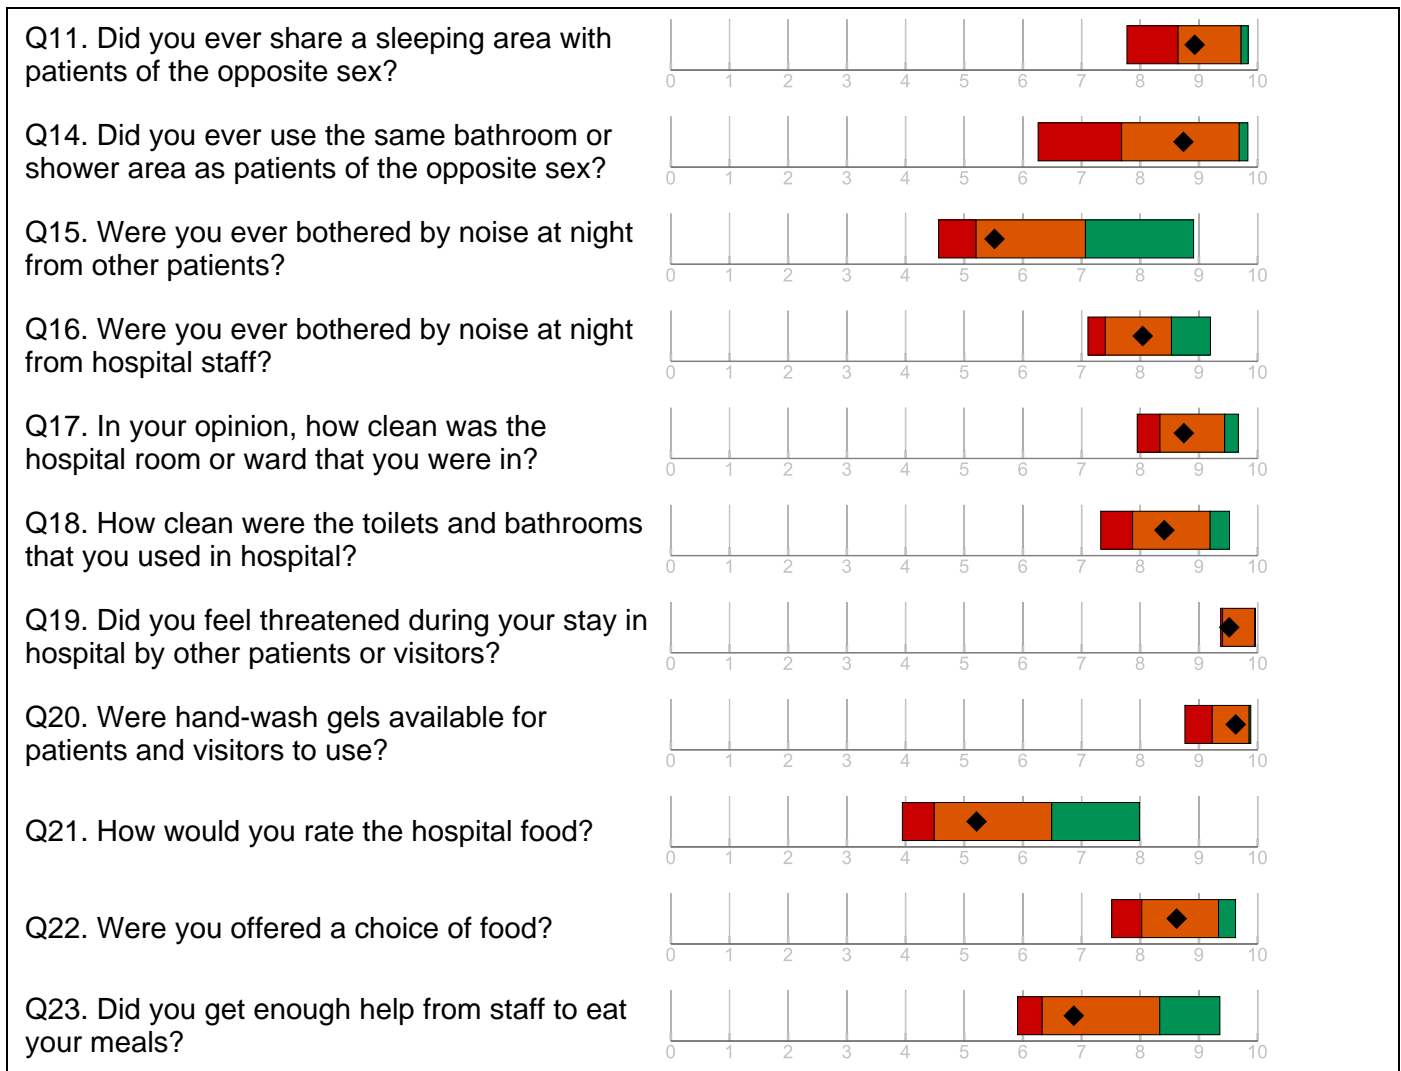 Q11. Did you ever share a sleeping area with
patients of the opposite sex?
0 1 2 3 4 5 6 7 8 9 10
Q14. Did you ever use the same bathroom or
shower area as patients of the opposite sex?
0 1 2 3 4 5 6 7 8 9 10
Q15. Were you ever bothered by noise at night
from other patients?
0 1 2 3 4 5 6 7 8 9 10
Q16. Were you ever bothered by noise at night
from hospital staff?
0 1 2 3 4 5 6 7 8 9 10
Q17. In your opinion, how clean was the
hospital room or ward that you were in?
0 1 2 3 4 5 6 7 8 9 10
Q18. How clean were the toilets and bathrooms
that you used in hospital?
0 1 2 3 4 5 6 7 8 9 10
Q19. Did you feel threatened during your stay in
hospital by other patients or visitors?
0 1 2 3 4 5 6 7 8 9 10
Q20. Were hand-wash gels available for
patients and visitors to use?
0 1 2 3 4 5 6 7 8 9 10
Q21. How would you rate the hospital food?
0 1 2 3 4 5 6 7 8 9 10
Q22. Were you offered a choice of food?
0 1 2 3 4 5 6 7 8 9 10
Q23. Did you get enough help from staff to eat
your meals?
0 1 2 3 4 5 6 7 8 9 10